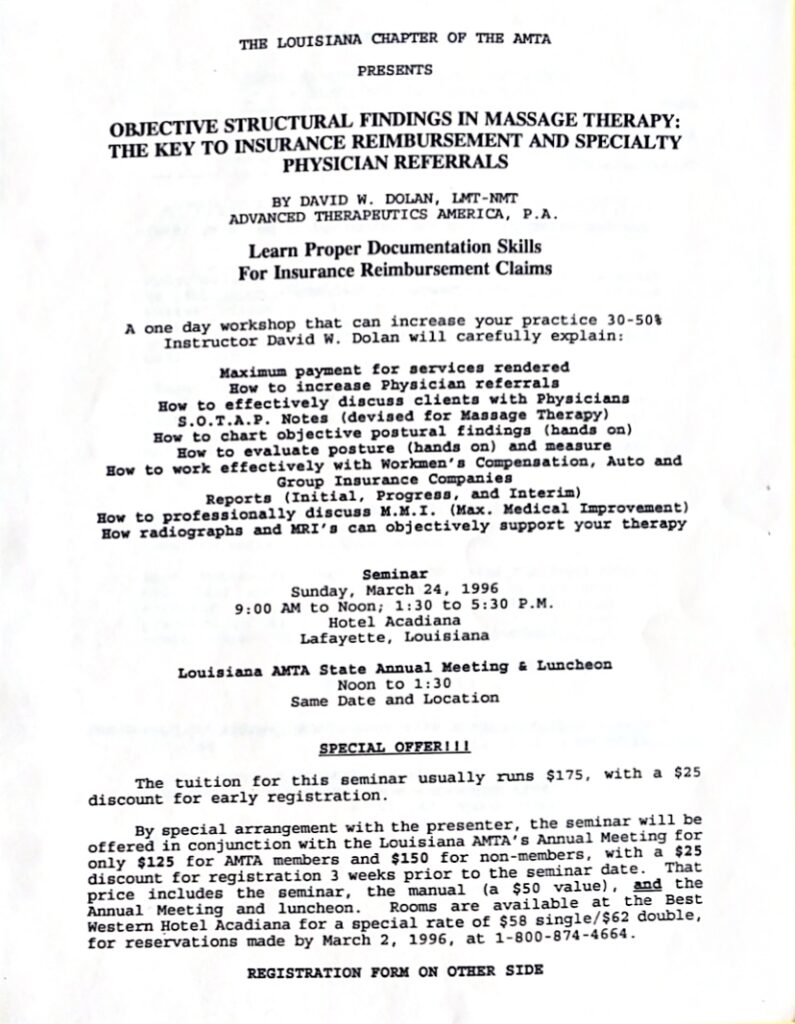 THE LOUISIANA CHAPTER OF THE AMTA
PRESENTS
OBJECTIVE STRUCTURAL FINDINGS IN MASSAGE THERAPY:
THE KEY TO INSURANCE REIMBURSEMENT AND SPECIALTY
PHYSICIAN REFERRALS
BY DAVID W. DOLAN, LMT-NMT
ADVANCED THERAPEUTICS AMERICA, P.A.
Learn Proper Documentation Skills
For Insurance Reimbursement Claims
A one day workshop that can increase your practice 30-50%
Instructor David W. Dolan will carefully explain:
Maximum payment for services rendered
How to increase Physician referrals
How to effectively discuss clients with Physicians
S.O.T.A.P. Notes (devised for Massage Therapy)
How to chart objective postural findings (hands on)
How to evaluate posture (hands on) and measure
How to work effectively with Workmen's Compensation, Auto and
Group Insurance Companies
Reports (Initial, Progress, and Interim)
How to professionally discuss M.M.I. (Max. Medical Improvement)
How radiographs and MRI's can objectively support your therapy
Seminar
Sunday, March 24, 1996
9:00 AM to Noon; 1:30 to 5:30 P.M.
Hotel Acadiana
Lafayette, Louisiana
Louisiana AMTA State Annual Meeting & Luncheon
Noon to 1:30
Same Date and Location
SPECIAL OFFER!!!
The tuition for this seminar usually runs $175, with a $25
discount for early registration.
By special arrangement with the presenter, the seminar will be
offered in conjunction with the Louisiana AMTA's Annual Meeting for
only $125 for AMTA members and $150 for non-members, with a $25
discount for registration 3 weeks prior to the seminar date. That
price includes the seminar, the manual (a $50 value), and the
Annual Meeting and luncheon. Rooms are available at the Best
Western Hotel Acadiana for a special rate of $58 single/$62 double,
for reservations made by March 2, 1996, at 1-800-874-4664.
REGISTRATION FORM ON OTHER SIDE